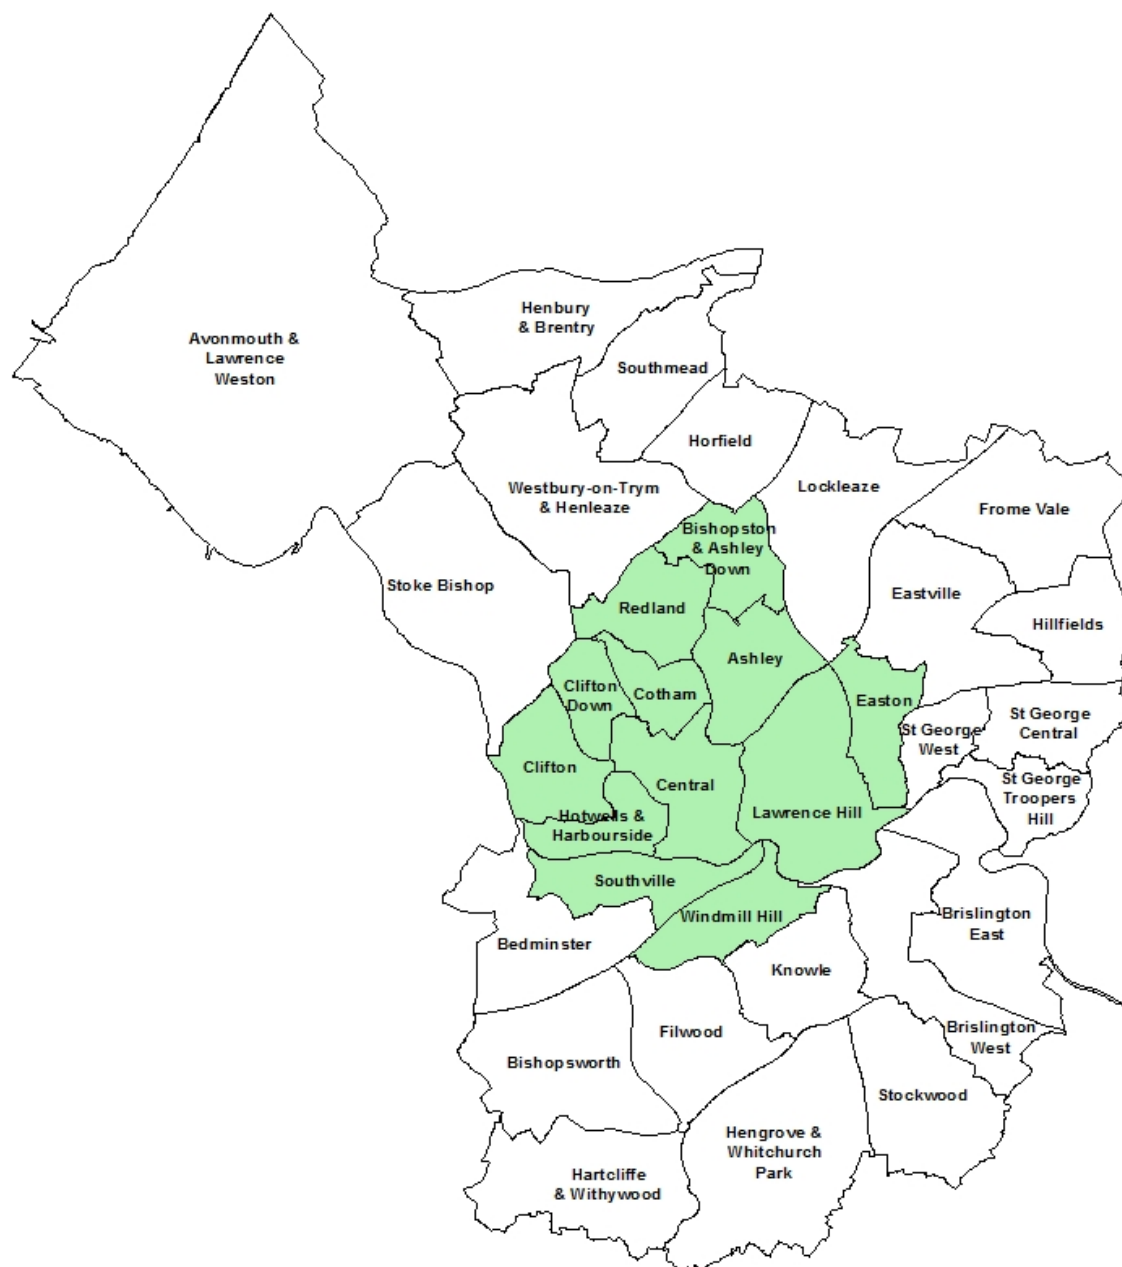 Avonmouth &
Lawrence
Weston
Henbury
& Brentry
Southmead
Horfield
Lockleaze
Westbury-on-Trym
& Henleaze
Frome Vale
Bishopston
& Ashley
Down
Stoke Bishop
Redland
Eastville
Hillfields
Ashley
Clifton
Down
Cotham
Easton
St George
West
St George
Central
Clifton
Central
St George
Troopers
Hill
Hotwells &
Harbourside
Lawrence Hill
Southville
Windmill Hill
Bedminster
Brislington
East
Knowle
Filwood
Brislington
West
Bishopsworth
Stockwood
Hengrove &
Whitchurch
Park
Hartcliffe
& Withywood